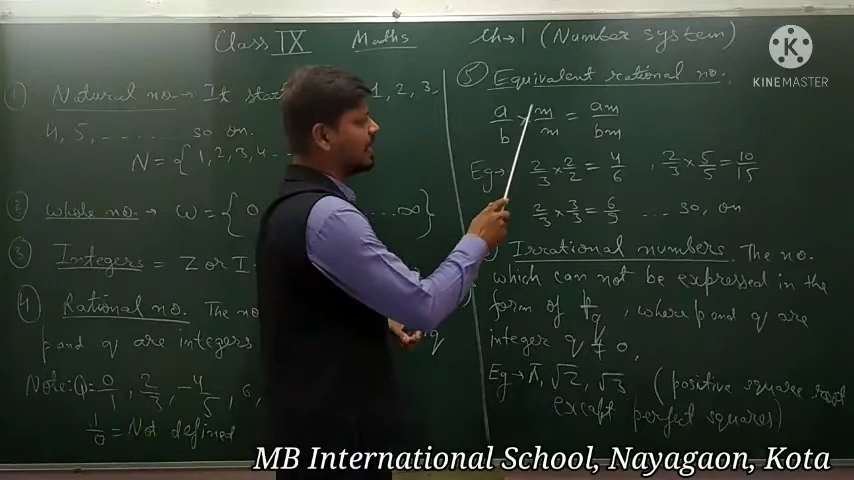 Class IX Maths Ch→1 (Number system)
① Natural no.→ It 1, 2, 3,
4, 5, ...... so on.
N = {1, 2, 3, 4
② Whole no. → W = {0 ....∞}
③ Integers = Z or I
④ Rational no. The
p and q are integers q
Note:① 0/1, 2/3, -4/5, 6,
1/0 = Not defined
⑤ Equivalent rational no.
a/b × m/m = am/bm
Eg→ 2/3 × 2/2 = 4/6 , 2/3 × 5/5 = 10/15
2/3 × 3/3 = 6/9 ... so, on
Irrational numbers. The no.
which can not be expressed in the
form of p/q, where p and q are
integer q ≠ 0,
Eg→ π, √2, √3 (positive square root
except perfect squares)
KINEMASTER
MB International School, Nayagaon, Kota